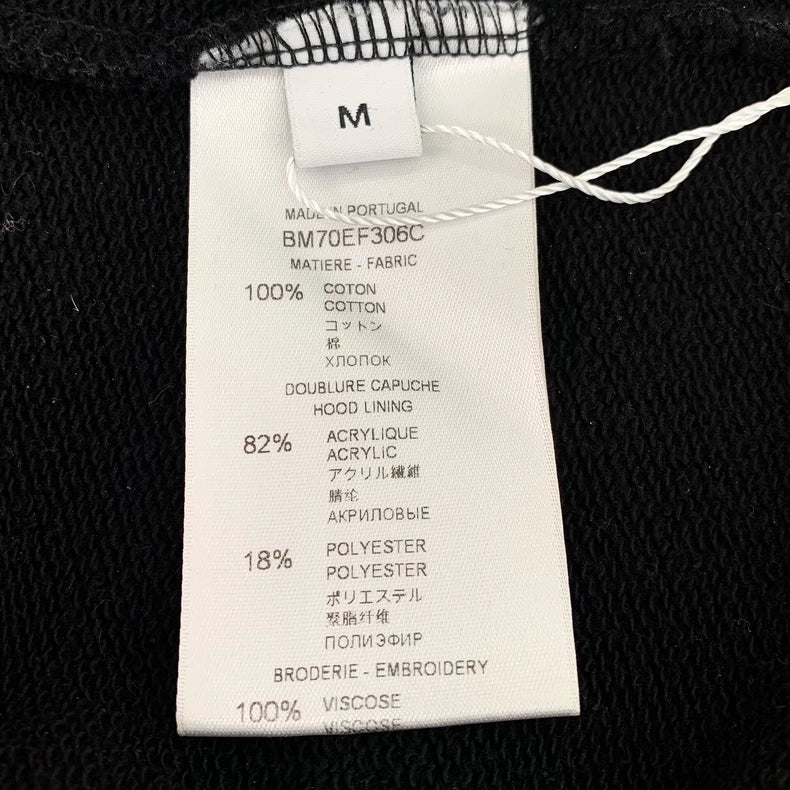 M
MADE IN PORTUGAL
BM70EF306C
MATIERE - FABRIC
100% COTON
COTTON
コットン
棉
ХЛОПОК
DOUBLURE CAPUCHE
HOOD LINING
82% ACRYLIQUE
ACRYLIC
アクリル繊維
腈纶
АКРИЛОВЫЕ
18% POLYESTER
POLYESTER
ポリエステル
聚脂纤维
ПОЛИЭФИР
BRODERIE - EMBROIDERY
100% VISCOSE
VISCOSE